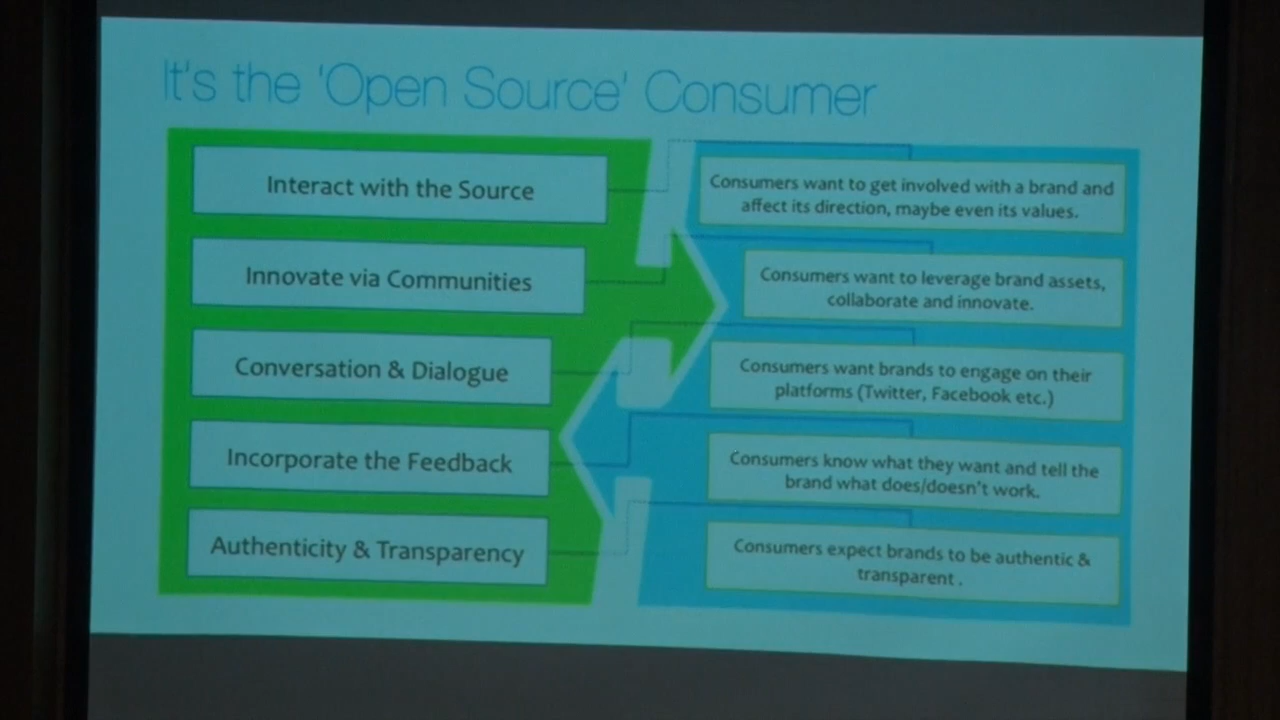 It's the 'Open Source' Consumer
Interact with the Source
Consumers want to get involved with a brand and
affect its direction, maybe even its values.
Innovate via Communities
Consumers want to leverage brand assets,
collaborate and innovate.
Conversation & Dialogue
Consumers want brands to engage on their
platforms (Twitter, Facebook etc.)
Incorporate the Feedback
Consumers know what they want and tell the
brand what does/doesn't work.
Authenticity & Transparency
Consumers expect brands to be authentic &
transparent .